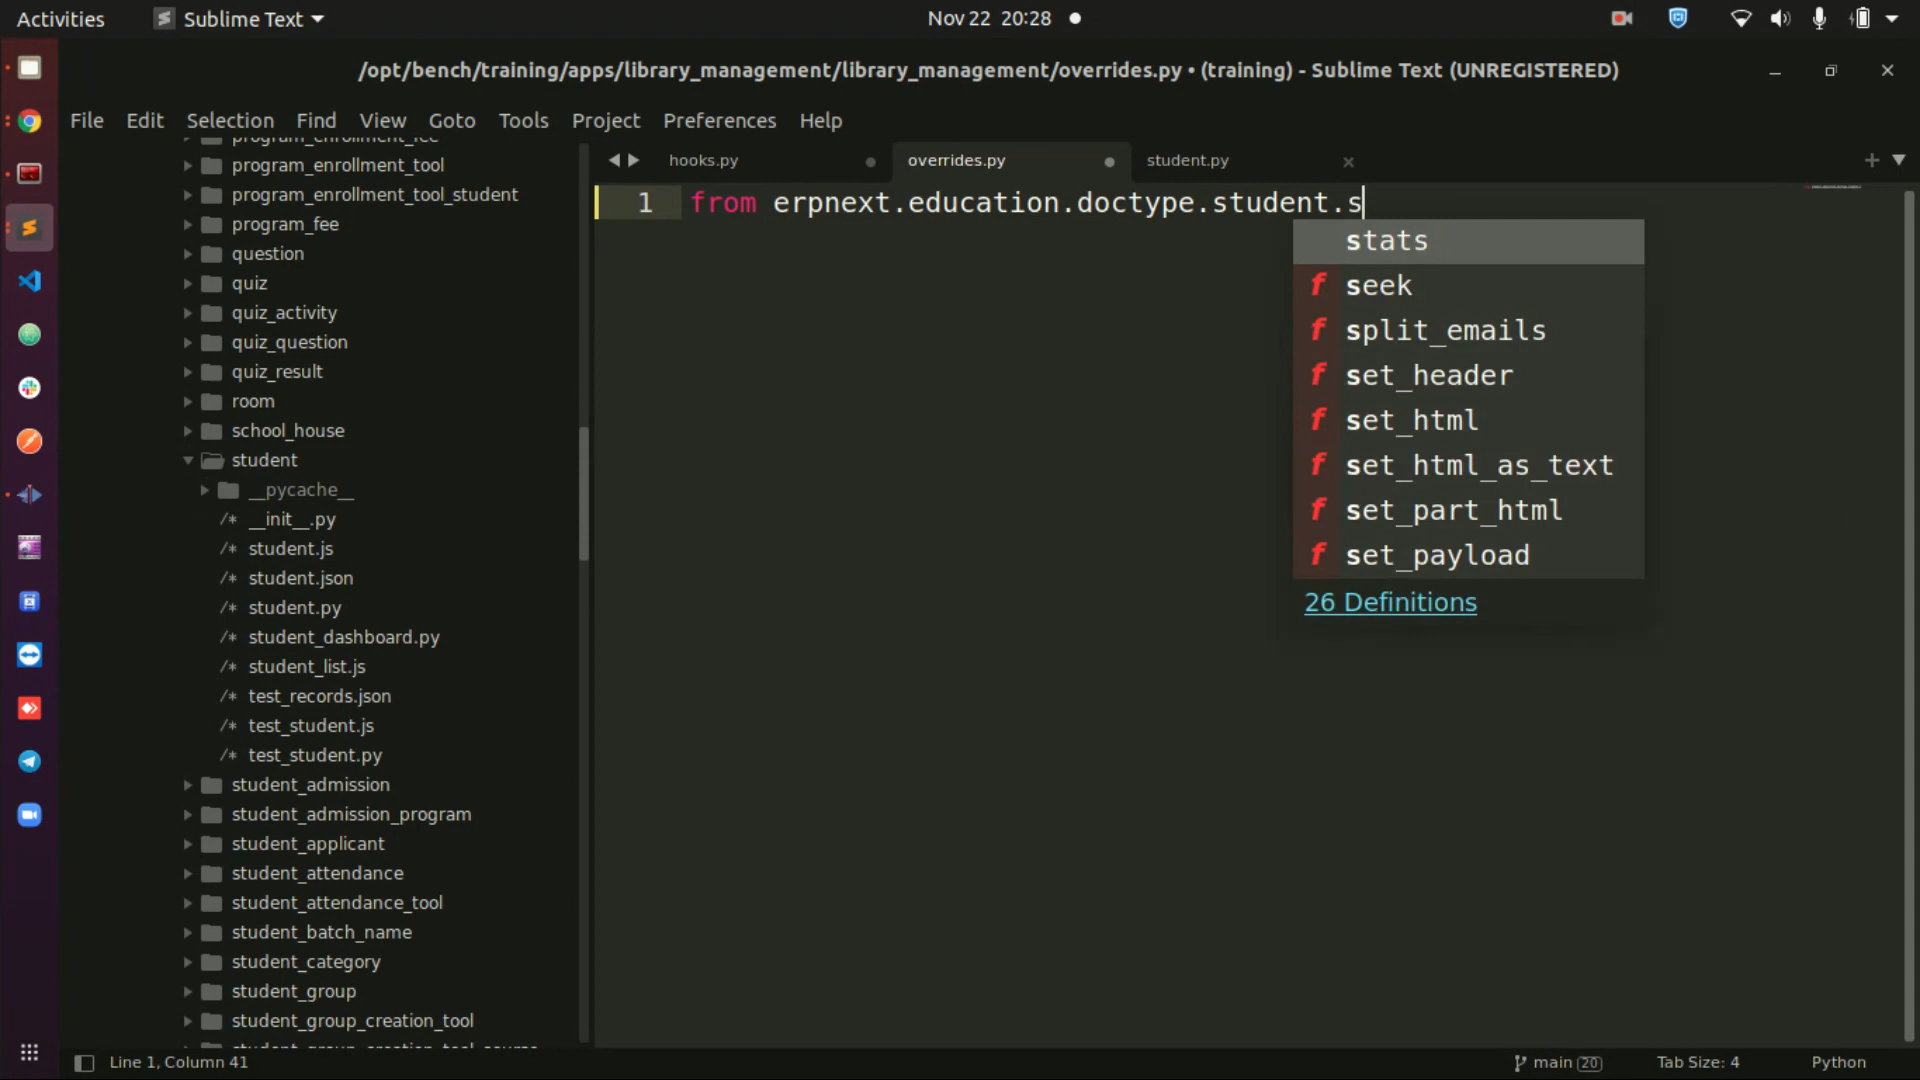 Activities
Sublime Text
Nov 22 20:28
/opt/bench/training/apps/library_management/library_management/overrides.py • (training) - Sublime Text (UNREGISTERED)
File Edit Selection Find View Goto Tools Project Preferences Help
program_enrollment_fee
program_enrollment_tool
program_enrollment_tool_student
program_fee
question
quiz
quiz_activity
quiz_question
quiz_result
room
school_house
student
__pycache__
/* __init__.py
/* student.js
/* student.json
/* student.py
/* student_dashboard.py
/* student_list.js
/* test_records.json
/* test_student.js
/* test_student.py
student_admission
student_admission_program
student_applicant
student_attendance
student_attendance_tool
student_batch_name
student_category
student_group
student_group_creation_tool
student_group_creation_tool_course
hooks.py
overrides.py
student.py
1 from erpnext.education.doctype.student.s
stats
f seek
f split_emails
f set_header
f set_html
f set_html_as_text
f set_part_html
f set_payload
26 Definitions
Line 1, Column 41
main 20
Tab Size: 4
Python